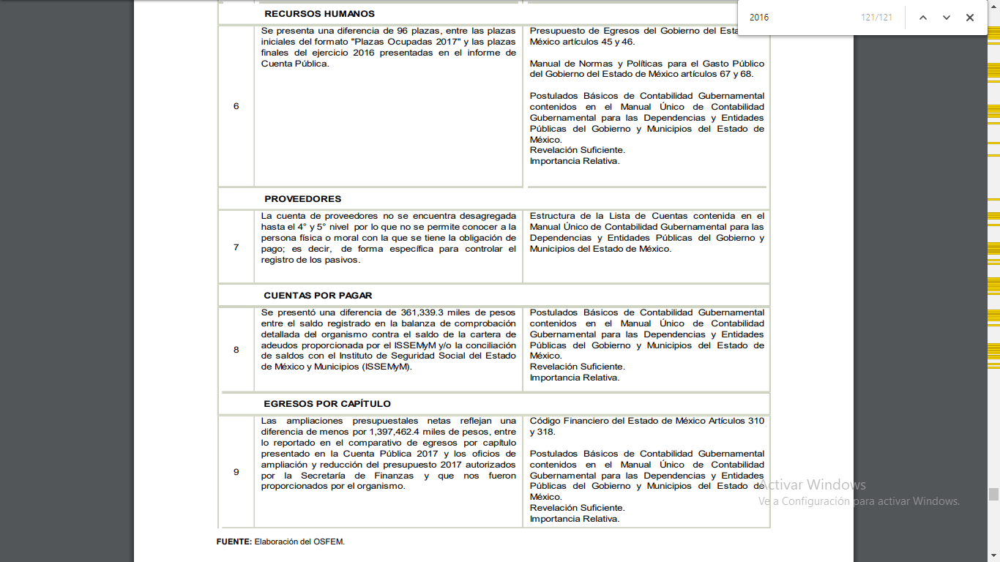 2016
121/121
RECURSOS HUMANOS
6
Se presenta una diferencia de 96 plazas, entre las plazas
iniciales del formato "Plazas Ocupadas 2017" y las plazas
finales del ejercicio 2016 presentadas en el informe de
Cuenta Pública.
Presupuesto de Egresos del Gobierno del
México artículos 45 y 46.
Manual de Normas y Políticas para el Gasto Público
del Gobierno del Estado de México artículos 67 y 68.
Postulados Básicos de Contabilidad Gubernamental
contenidos en el Manual Único de Contabilidad
Gubernamental para las Dependencias y Entidades
Públicas del Gobierno y Municipios del Estado de
México.
Revelación Suficiente.
Importancia Relativa.
PROVEEDORES
7
La cuenta de proveedores no se encuentra desagregada
hasta el 4° y 5° nivel por lo que no se permite conocer a la
persona física o moral con la que se tiene la obligación de
pago; es decir, de forma específica para controlar el
registro de los pasivos.
Estructura de la Lista de Cuentas contenida en el
Manual Único de Contabilidad Gubernamental para las
Dependencias y Entidades Públicas del Gobierno y
Municipios del Estado de México.
CUENTAS POR PAGAR
8
Se presentó una diferencia de 361,339.3 miles de pesos
entre el saldo registrado en la balanza de comprobación
detallada del organismo contra el saldo de la cartera de
adeudos proporcionada por el ISSEMyM y/o la conciliación
de saldos con el Instituto de Seguridad Social del Estado
de México y Municipios (ISSEMyM).
Postulados Básicos de Contabilidad Gubernamental
contenidos en el Manual Único de Contabilidad
Gubernamental para las Dependencias y Entidades
Públicas del Gobierno y Municipios del Estado de
México.
Revelación Suficiente.
Importancia Relativa.
EGRESOS POR CAPÍTULO
9
Las ampliaciones presupuestales netas reflejan una
diferencia de menos por 1,397,462.4 miles de pesos, entre
lo reportado en el comparativo de egresos por capítulo
presentado en la Cuenta Pública 2017 y los oficios de
ampliación y reducción del presupuesto 2017 autorizados
por la Secretaría de Finanzas y que nos fueron
proporcionados por el organismo.
Código Financiero del Estado de México Artículos 310
y 318.
Postulados Básicos de Contabilidad Gubernamental
contenidos en el Manual Único de Contabilidad
Gubernamental para las Dependencias y Entidades
Públicas del Gobierno y Municipios del Estado de
México.
Revelación Suficiente.
Importancia Relativa.
Activar Windows
Ve a Configuración para activar Windows.
FUENTE: Elaboración del OSFEM.